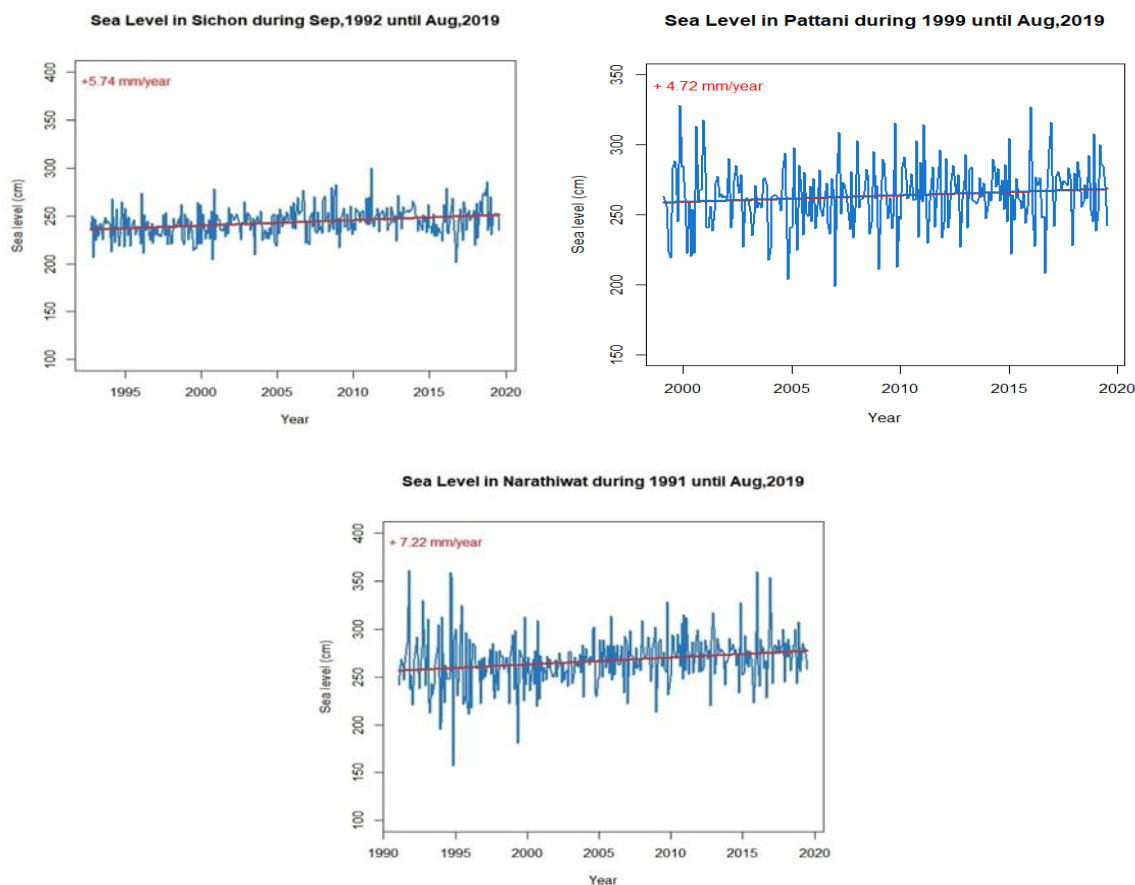 Sea Level in Sichon during Sep,1992 until Aug,2019
+5.74 mm/year
Sea level (cm)
400
350
300
250
200
150
100
1995 2000 2005 2010 2015 2020
Year
Sea Level in Pattani during 1999 until Aug,2019
+ 4.72 mm/year
Sea level (cm)
350
300
250
200
150
2000 2005 2010 2015 2020
Year
Sea Level in Narathiwat during 1991 until Aug,2019
+ 7.22 mm/year
Sea level (cm)
400
350
300
250
200
150
100
1990 1995 2000 2005 2010 2015 2020
Year